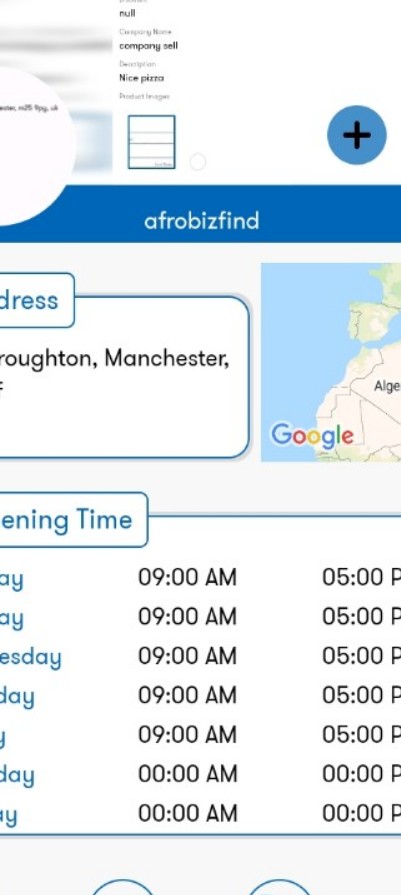 null
Company Name
company sell
Description
Nice pizza
Product Images
m25 9py, uk
afrobizfind
dress
roughton, Manchester,
f
Alge
Google
ening Time
ay 09:00 AM 05:00 P
ay 09:00 AM 05:00 P
esday 09:00 AM 05:00 P
day 09:00 AM 05:00 P
y 09:00 AM 05:00 P
day 00:00 AM 00:00 P
ay 00:00 AM 00:00 P